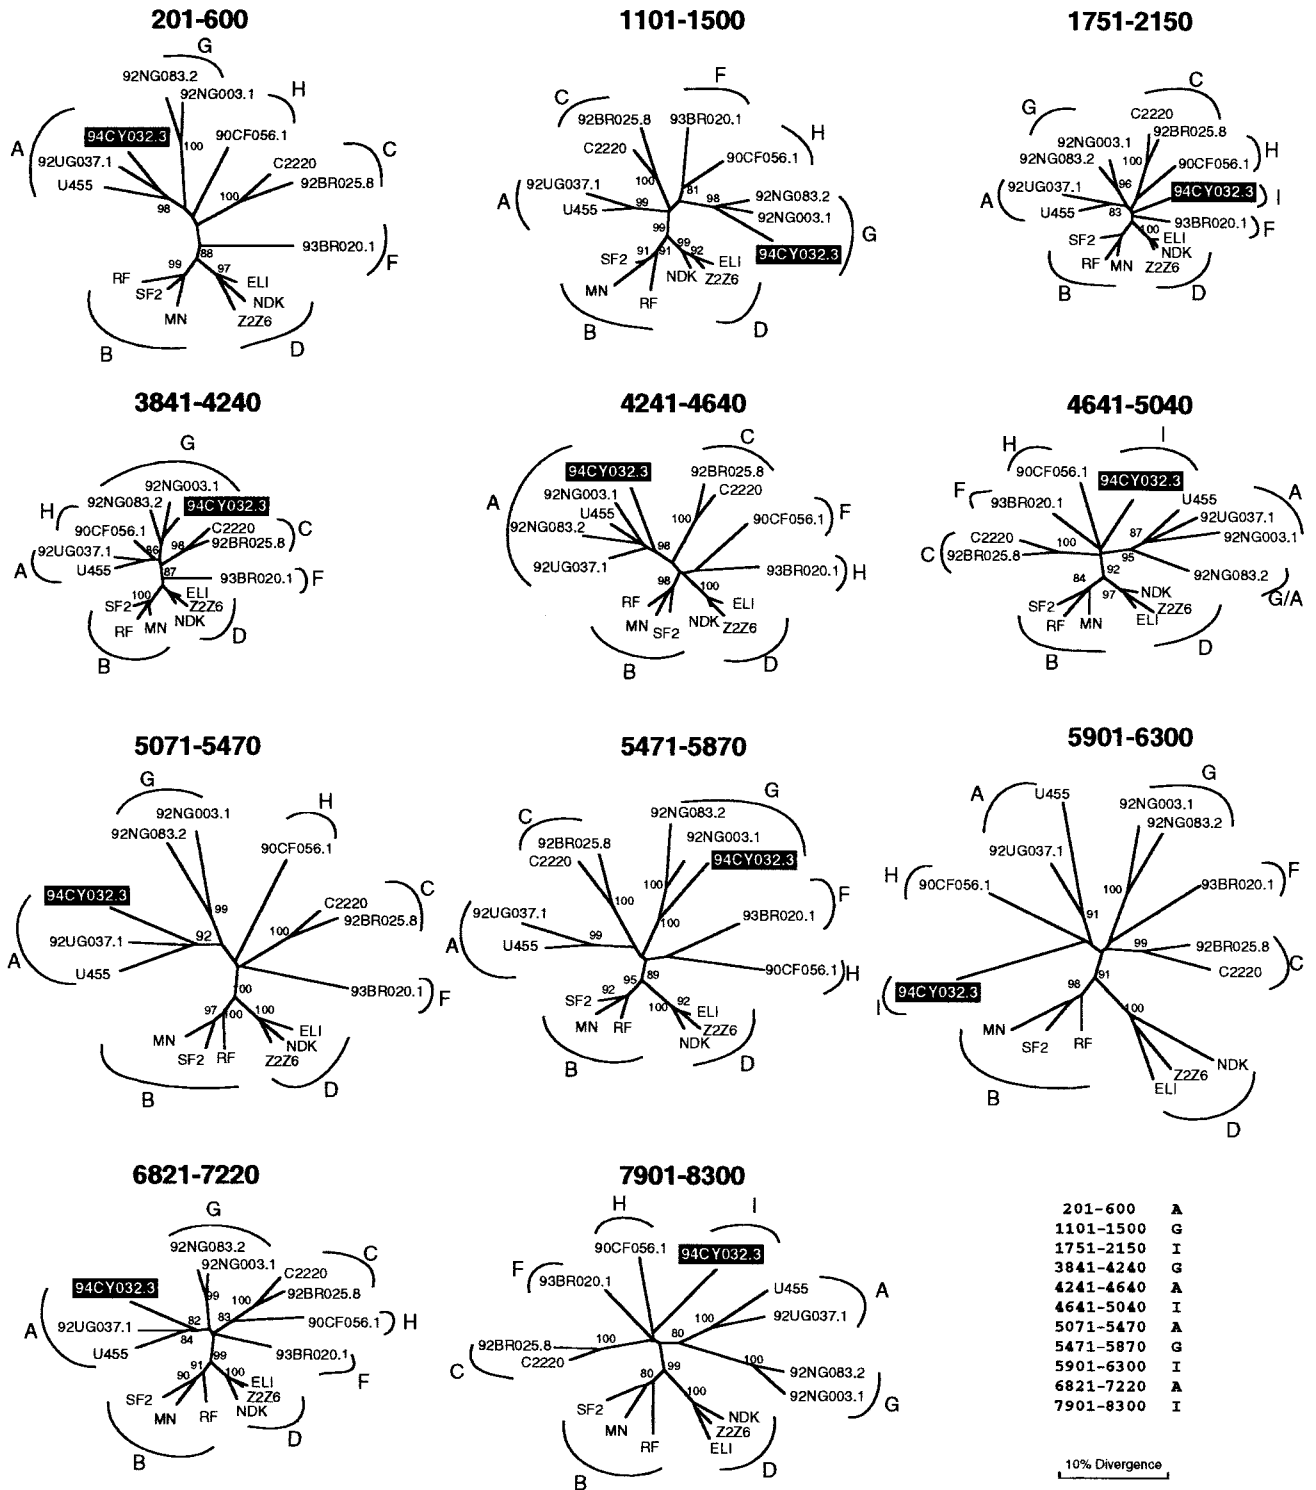 201-600
G
92NG083.2
92NG003.1
H
A
94CY032.3
90CF056.1
C
92UG037.1
100
C2220
U455
98
100
92BR025.8
93BR020.1
F
88
99
97
RF
SF2
MN
ELI
NDK
Z2Z6
B
D
1101-1500
F
C
92BR025.8
93BR020.1
H
C2220
90CF056.1
100
81
A
92UG037.1
U455
99
98
92NG083.2
92NG003.1
G
94CY032.3
99
99
91
91
92
SF2
MN
RF
NDK
ELI
Z2Z6
B
D
1751-2150
C
G
C2220
92BR025.8
92NG003.1
92NG083.2
100
90CF056.1
H
96
A
92UG037.1
94CY032.3
I
U455
83
93BR020.1
F
100
SF2
RF
MN
ELI
NDK
Z2Z6
B
D
3841-4240
G
92NG003.1
92NG083.2
94CY032.3
H
90CF056.1
C2220
C
92BR025.8
86
98
A
92UG037.1
U455
87
93BR020.1
F
100
SF2
RF
MN
ELI
Z2Z6
NDK
B
D
4241-4640
C
94CY032.3
92BR025.8
A
92NG003.1
C2220
U455
92NG083.2
100
90CF056.1
F
98
92UG037.1
93BR020.1
H
98
100
RF
MN
SF2
NDK
ELI
Z2Z6
B
D
4641-5040
I
H
90CF056.1
94CY032.3
F
93BR020.1
U455
A
92UG037.1
87
92NG003.1
C
C2220
92BR025.8
100
95
92
92NG083.2
G/A
84
97
SF2
RF
MN
NDK
Z2Z6
ELI
B
D
5071-5470
G
H
92NG003.1
92NG083.2
90CF056.1
94CY032.3
C
99
C2220
92BR025.8
100
92
A
92UG037.1
U455
93BR020.1
F
00
97
100
100
MN
SF2
RF
ELI
NDK
Z2Z6
B
D
5471-5870
G
C
92NG083.2
92BR025.8
92NG003.1
C2220
94CY032.3
100
100
F
92UG037.1
100
93BR020.1
A
U455
99
90CF056.1
H
95
89
92
92
100
SF2
MN
RF
ELI
Z2Z6
NDK
B
D
5901-6300
G
A
U455
92NG003.1
92NG083.2
92UG037.1
H
90CF056.1
100
93BR020.1
F
91
99
92BR025.8
C
C2220
I
94CY032.3
91
98
100
MN
SF2
RF
NDK
Z2Z6
ELI
B
D
6821-7220
G
92NG083.2
92NG003.1
C
94CY032.3
C2220
92BR025.8
99
100
A
92UG037.1
82
83
90CF056.1
H
84
U455
93BR020.1
F
91
99
90
100
SF2
MN
RF
ELI
Z2Z6
NDK
B
D
7901-8300
H
I
90CF056.1
94CY032.3
F
93BR020.1
U455
A
100
92UG037.1
92BR025.8
100
80
C
C2220
100
92NG083.2
92NG003.1
G
80
99
100
SF2
MN
RF
NDK
Z2Z6
ELI
B
D
201-600 A
1101-1500 G
1751-2150 I
3841-4240 G
4241-4640 A
4641-5040 I
5071-5470 A
5471-5870 G
5901-6300 I
6821-7220 A
7901-8300 I
10% Divergence